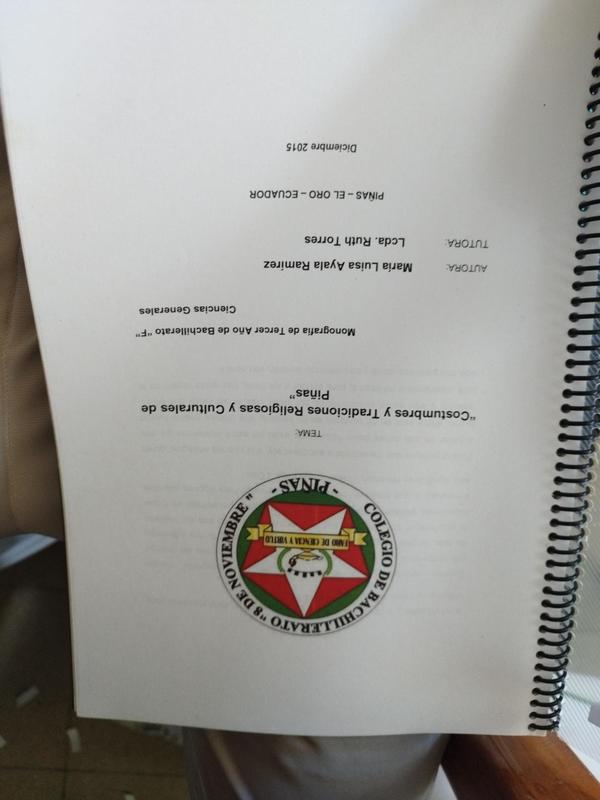 COLEGIO DE BACHILLERATO "8 DE NOVIEMBRE"
FARO DE CIENCIA Y VIRTUD
- PIÑAS -
TEMA:
“Costumbres y Tradiciones Religiosas y Culturales de
Piñas”
Monografía de Tercer Año de Bachillerato “F”
Ciencias Generales
AUTORA: María Luisa Ayala Ramírez
TUTORA: Lcda. Ruth Torres
PIÑAS – EL ORO – ECUADOR
Diciembre 2015